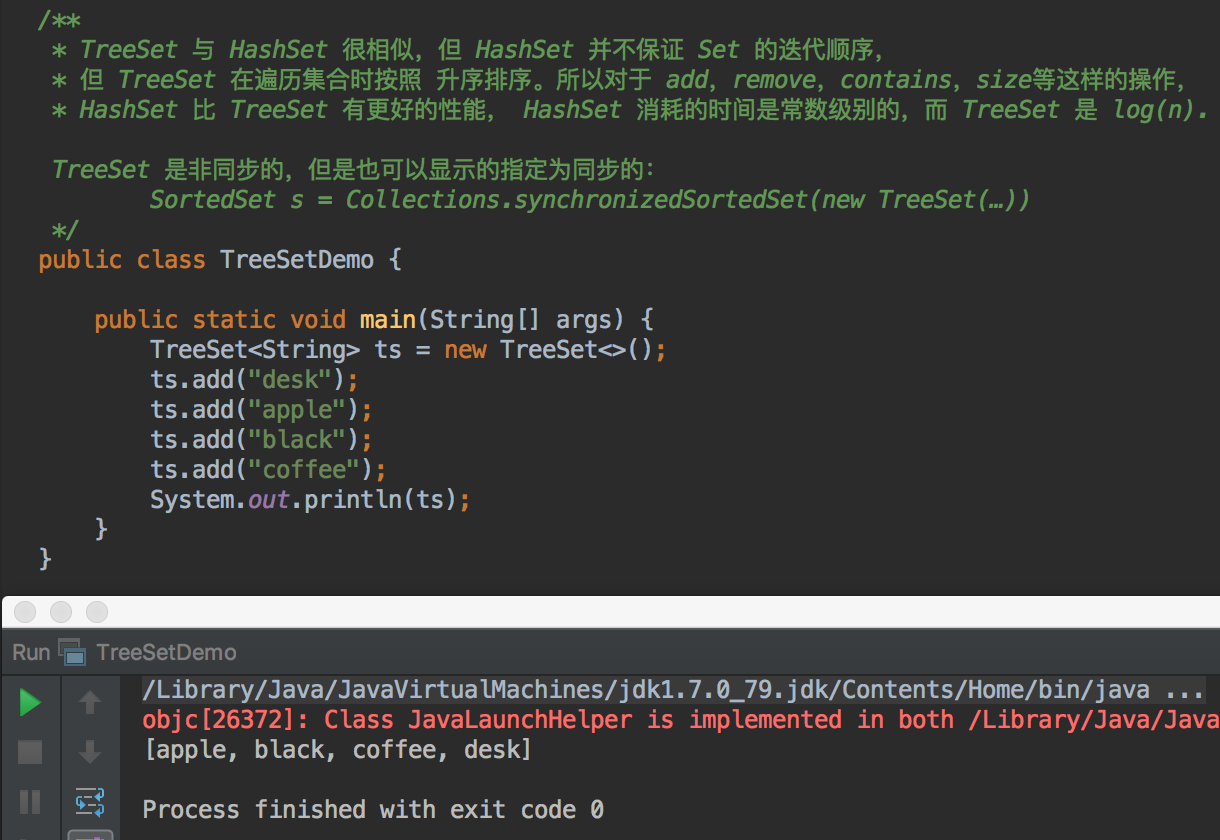 /**
* TreeSet 与 HashSet 很相似，但 HashSet 并不保证 Set 的迭代顺序，
* 但 TreeSet 在遍历集合时按照 升序排序。所以对于 add，remove，contains，size等这样的操作，
* HashSet 比 TreeSet 有更好的性能， HashSet 消耗的时间是常数级别的，而 TreeSet 是 log(n).
TreeSet 是非同步的，但是也可以显示的指定为同步的：
SortedSet s = Collections.synchronizedSortedSet(new TreeSet(…))
*/
public class TreeSetDemo {
public static void main(String[] args) {
TreeSet<String> ts = new TreeSet<>();
ts.add("desk");
ts.add("apple");
ts.add("black");
ts.add("coffee");
System.out.println(ts);
}
}
Run TreeSetDemo
/Library/Java/JavaVirtualMachines/jdk1.7.0_79.jdk/Contents/Home/bin/java ...
objc[26372]: Class JavaLaunchHelper is implemented in both /Library/Java/Java
[apple, black, coffee, desk]
Process finished with exit code 0